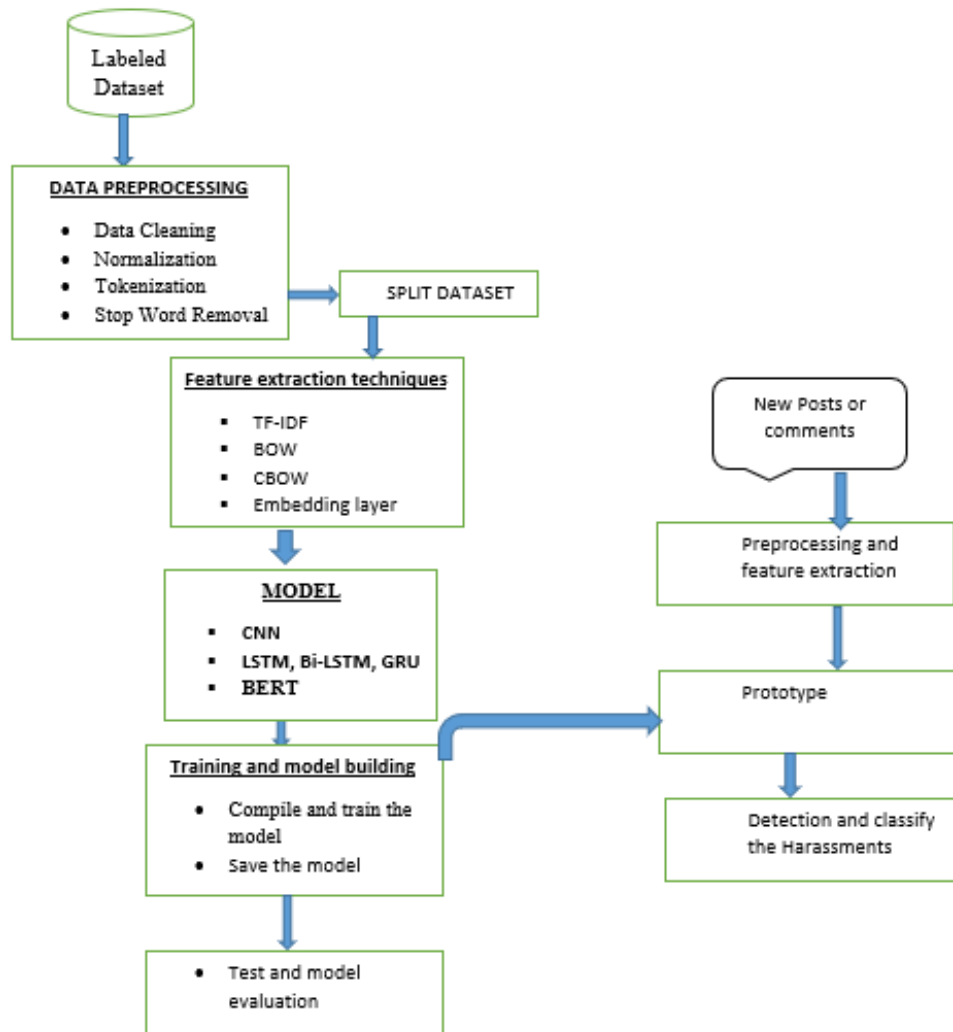 Labeled
Dataset
DATA PREPROCESSING
• Data Cleaning
• Normalization
• Tokenization
• Stop Word Removal
SPLIT DATASET
Feature extraction techniques
▪ TF-IDF
▪ BOW
▪ CBOW
▪ Embedding layer
MODEL
▪ CNN
▪ LSTM, Bi-LSTM, GRU
▪ BERT
Training and model building
• Compile and train the
model
• Save the model
• Test and model
evaluation
New Posts or
comments
Preprocessing and
feature extraction
Prototype
Detection and classify
the Harassments